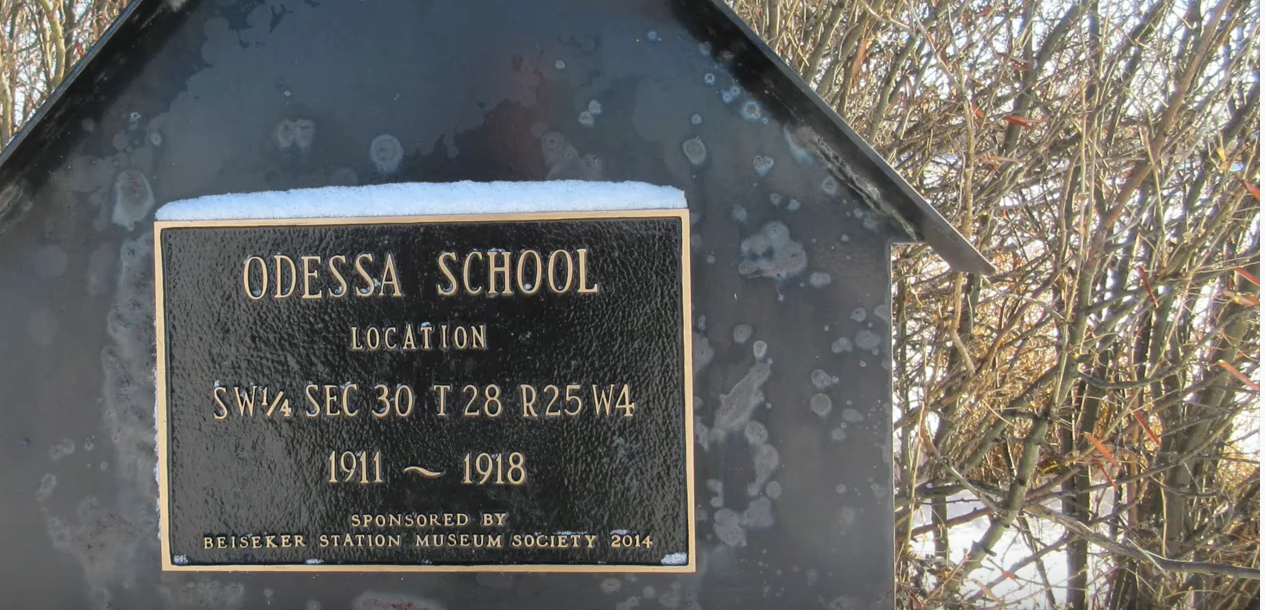 ODESSA SCHOOL
LOCATION
SW¼ SEC 30 T 28 R25 W4
1911 ~ 1918
SPONSORED BY
BEISEKER STATION MUSEUM SOCIETY 2014